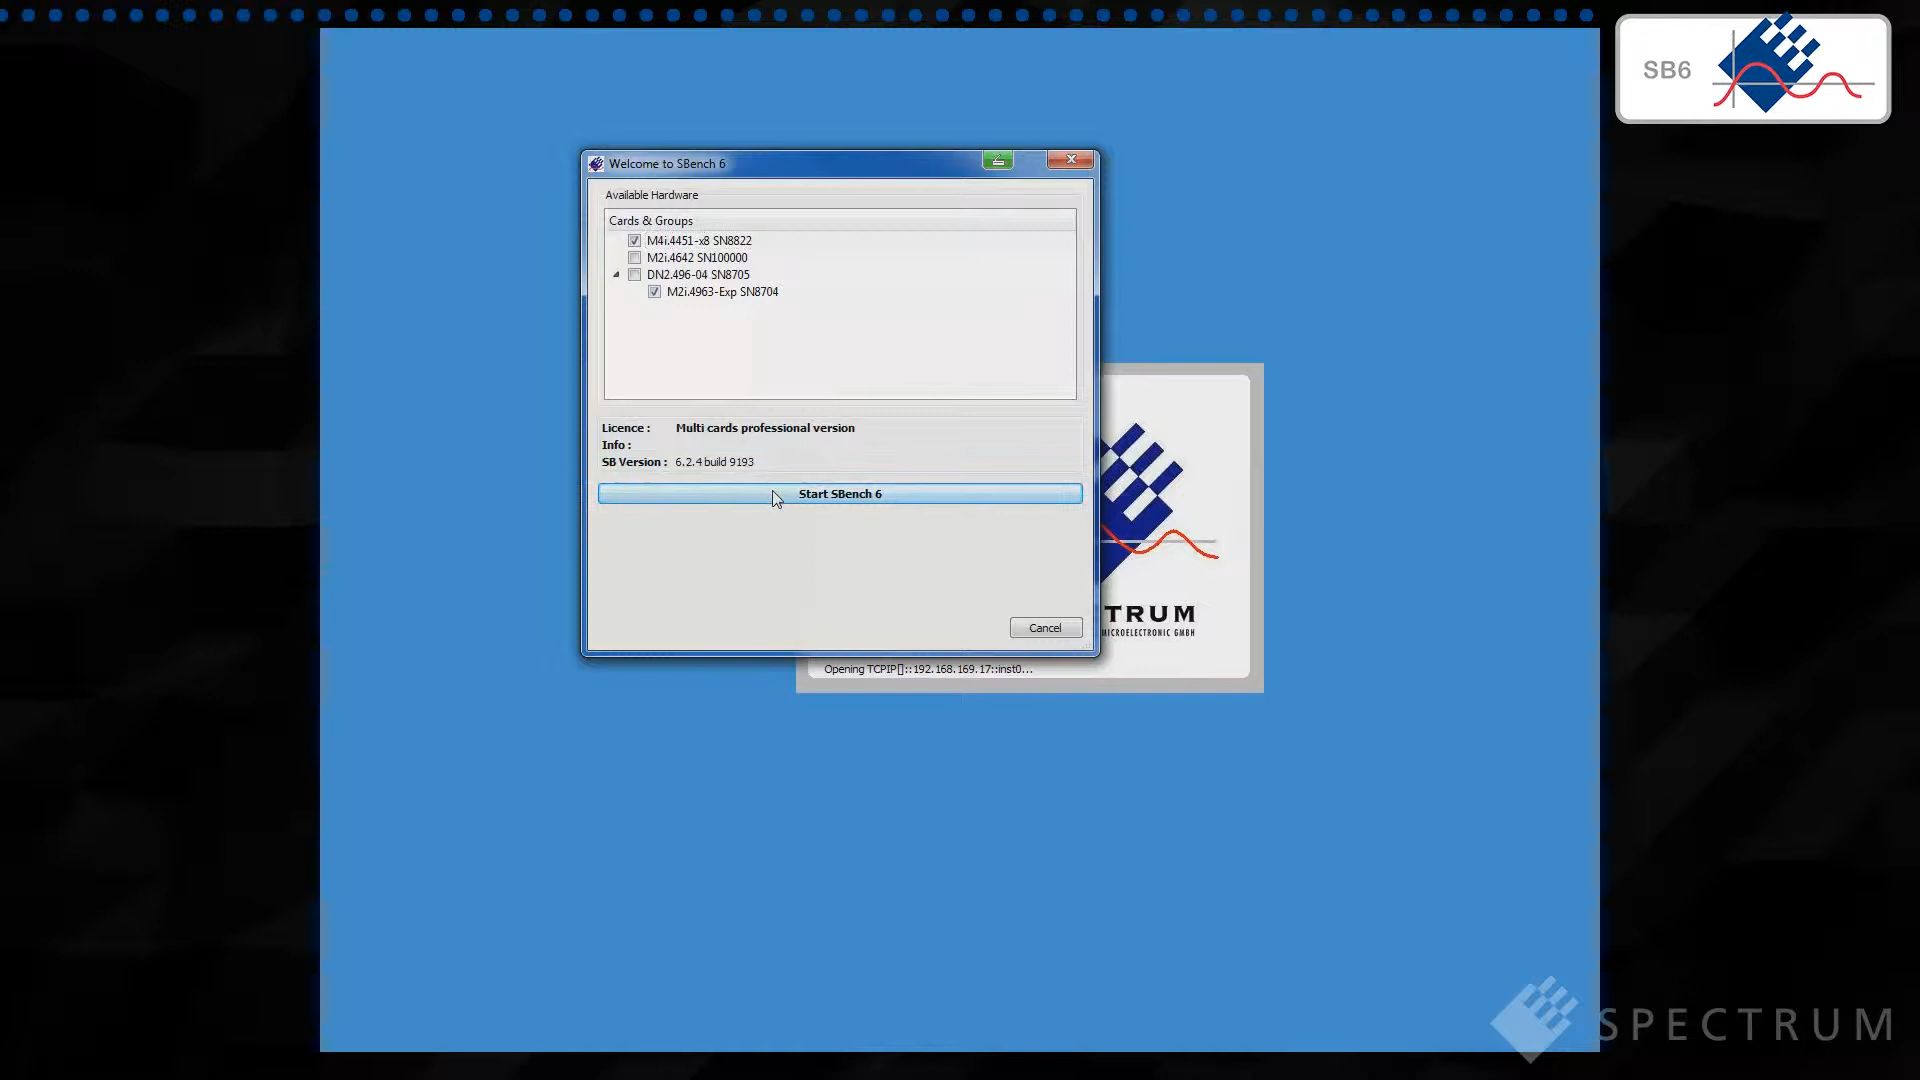 SB6
Welcome to SBench 6
Available Hardware
Cards & Groups
M4i.4451-x8 SN8822
M2i.4642 SN100000
DN2.496-04 SN8705
M2i.4963-Exp SN8704
Licence : Multi cards professional version
Info :
SB Version : 6.2.4 build 9193
Start SBench 6
Cancel
TRUM
MICROELECTRONIC GMBH
Opening TCPIP[]::192.168.169.17::inst0...
SPECTRUM